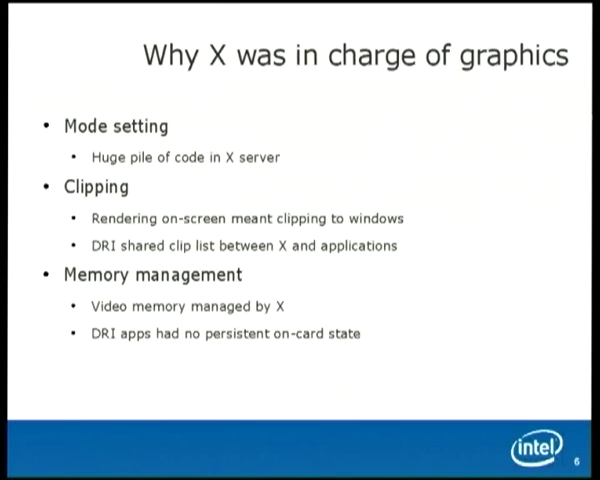 Why X was in charge of graphics
• Mode setting
• Huge pile of code in X server
• Clipping
• Rendering on-screen meant clipping to windows
• DRI shared clip list between X and applications
• Memory management
• Video memory managed by X
• DRI apps had no persistent on-card state
intel
6